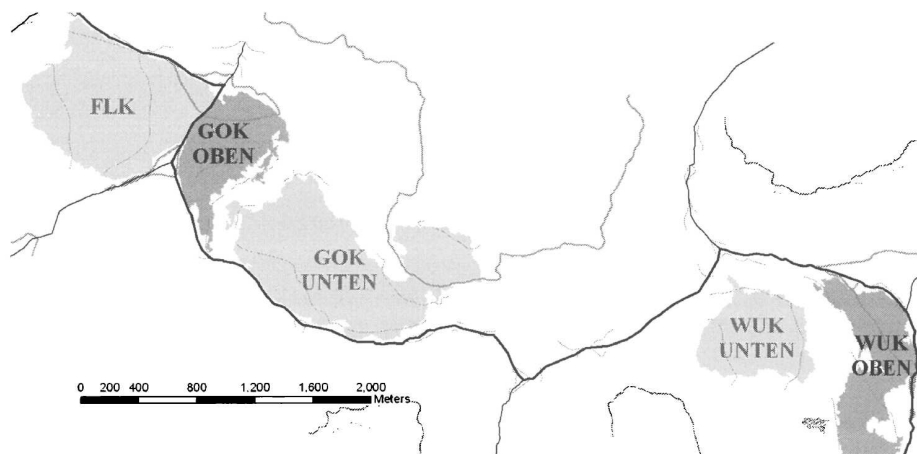 FLK
GOK
OBEN
GOK
UNTEN
WUK
UNTEN
WUK
OBEN
0 200 400 800 1.200 1,600 2,000
Meters